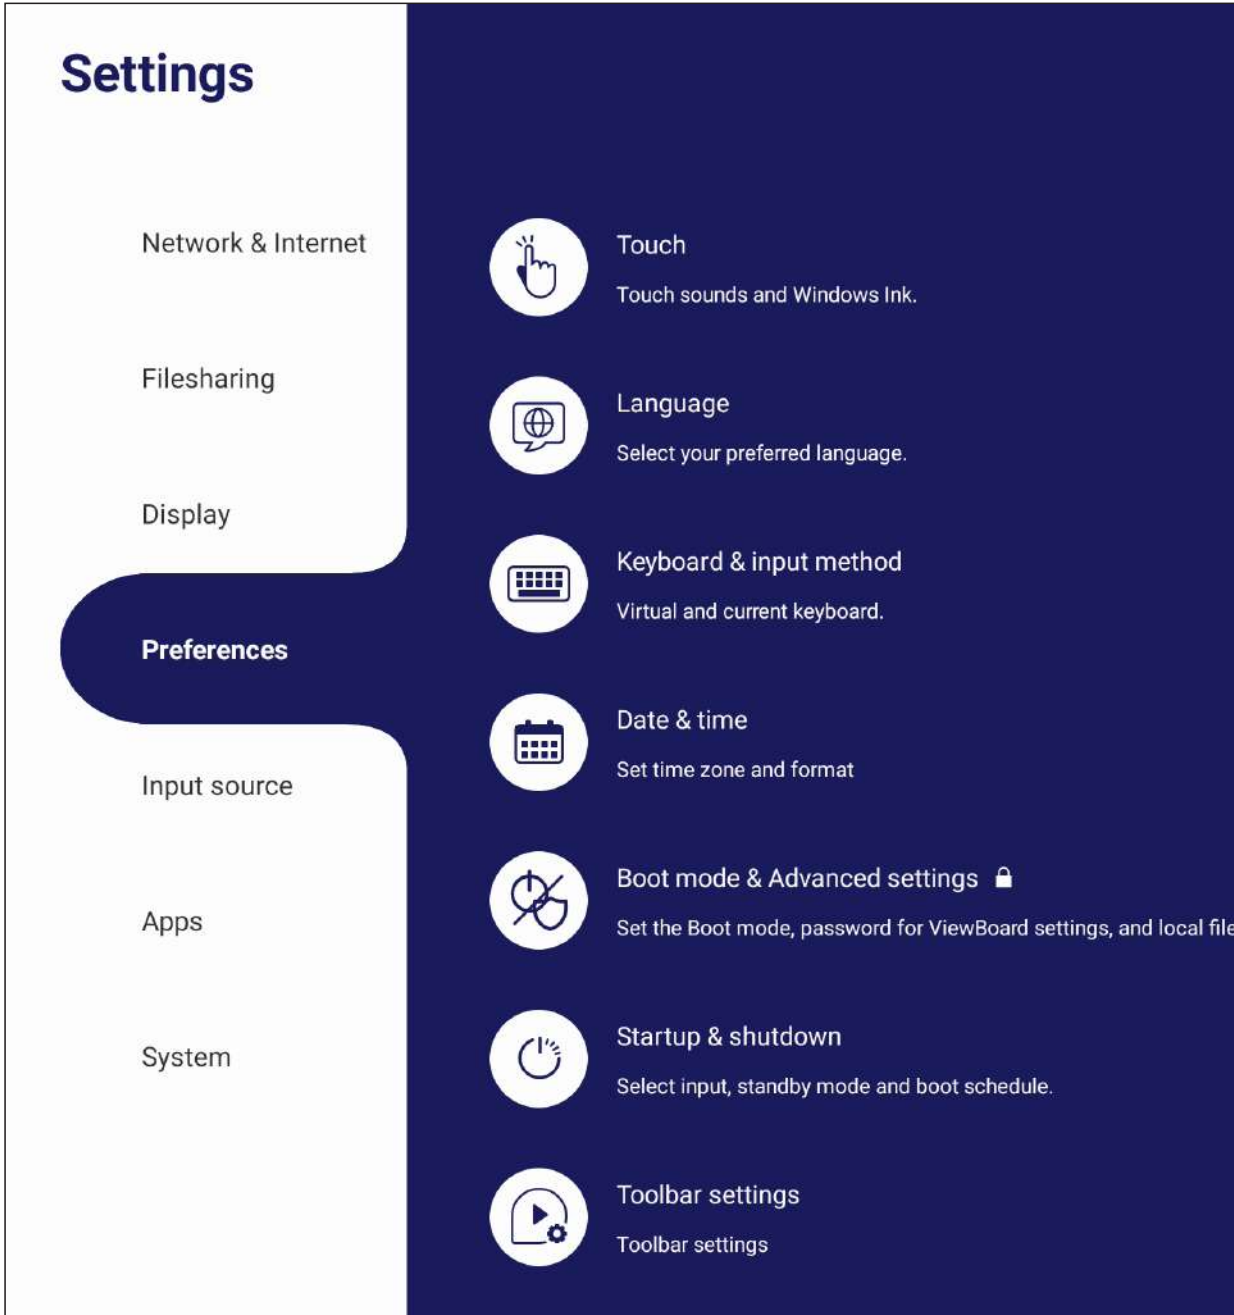 Settings
Network & Internet
Filesharing
Display
Preferences
Input source
Apps
System
Touch
Touch sounds and Windows Ink.
Language
Select your preferred language.
Keyboard & input method
Virtual and current keyboard.
Date & time
Set time zone and format
Boot mode & Advanced settings
Set the Boot mode, password for ViewBoard settings, and local file
Startup & shutdown
Select input, standby mode and boot schedule.
Toolbar settings
Toolbar settings